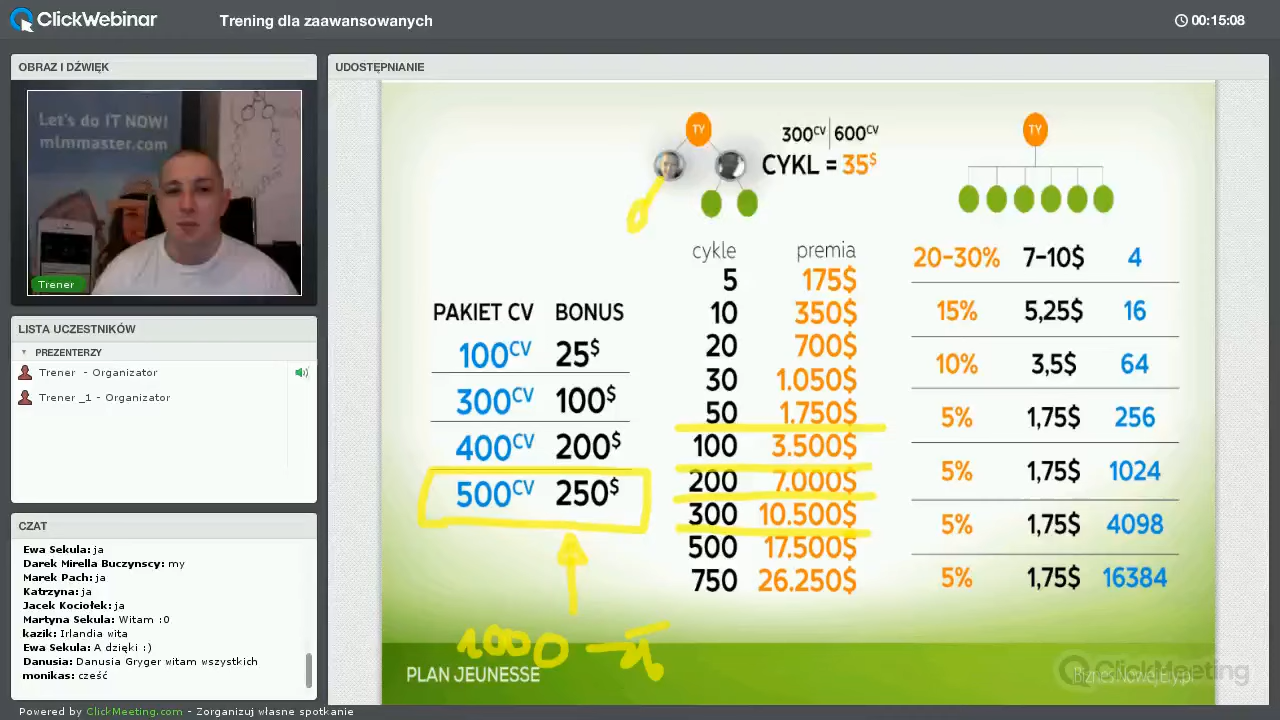 ClickWebinar
Trening dla zaawansowanych
00:15:08
OBRAZ I DŹWIĘK
Let's do IT NOW!
mlmmaster.com
Trener
LISTA UCZESTNIKÓW
PREZENTERZY
Trener - Organizator
Trener _1 - Organizator
CZAT
Ewa Sekula: ja
Darek Mirella Buczynscy: my
Marek Pach: ja
Katrzyna: ja
Jacek Kociołek: ja
Martyna Sekula: Witam :0
kazik: Irlandia wita
Ewa Sekula: A dzięki :)
Danusia: Danusia Gryger witam wszystkich
monikas: cześć
UDOSTĘPNIANIE
TY
300CV | 600CV
CYKL = 35$
TY
PAKIET CV BONUS
100CV 25$
300CV 100$
400CV 200$
500CV 250$
1000 zł
cykle premia
5 175$
10 350$
20 700$
30 1.050$
50 1.750$
100 3.500$
200 7.000$
300 10.500$
500 17.500$
750 26.250$
20-30% 7-10$ 4
15% 5,25$ 16
10% 3,5$ 64
5% 1,75$ 256
5% 1,75$ 1024
5% 1,75$ 4098
5% 1,75$ 16384
PLAN JEUNESSE
ClickMeeting
Powered by ClickMeeting.com - Zorganizuj własne spotkanie